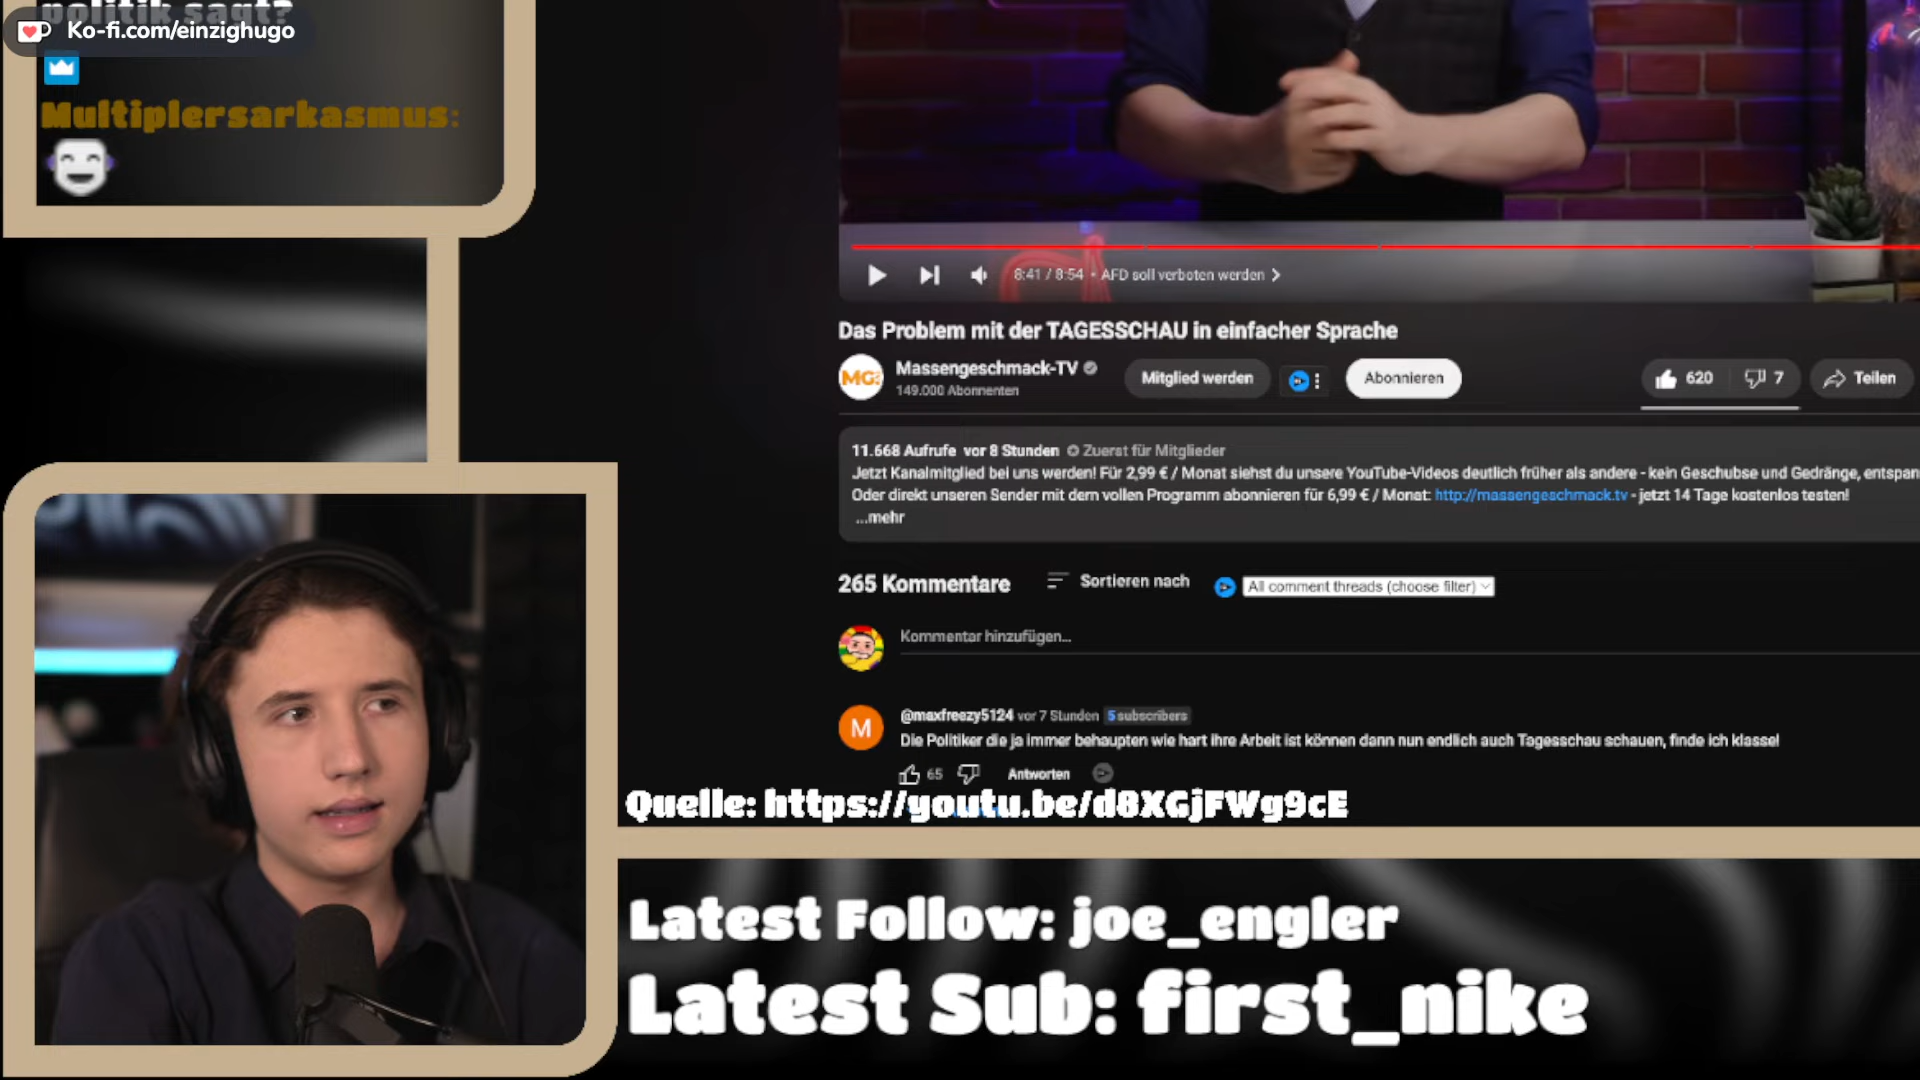 politik sagt?
Ko-fi.com/einzighugo
Multiplersarkasmus:
8:41 / 8:54 • AFD soll verboten werden
Das Problem mit der TAGESSCHAU in einfacher Sprache
MG
Massengeschmack-TV
149.000 Abonnenten
Mitglied werden
Abonnieren
620
7
Teilen
11.668 Aufrufe vor 8 Stunden Zuerst für Mitglieder
Jetzt Kanalmitglied bei uns werden! Für 2,99 € / Monat siehst du unsere YouTube-Videos deutlich früher als andere - kein Geschubse und Gedränge, entspan
Oder direkt unseren Sender mit dem vollen Programm abonnieren für 6,99 € / Monat: http://massengeschmack.tv - jetzt 14 Tage kostenlos testen!
...mehr
265 Kommentare
Sortieren nach
All comment threads (choose filter)
Kommentar hinzufügen...
M
@maxfreezy5124 vor 7 Stunden 5 subscribers
Die Politiker die ja immer behaupten wie hart ihre Arbeit ist können dann nun endlich auch Tagesschau schauen, finde ich klasse!
65
Antworten
Quelle: https://youtu.be/d8XGjFWg9cE
Latest Follow: joe_engler
Latest Sub: first_nike